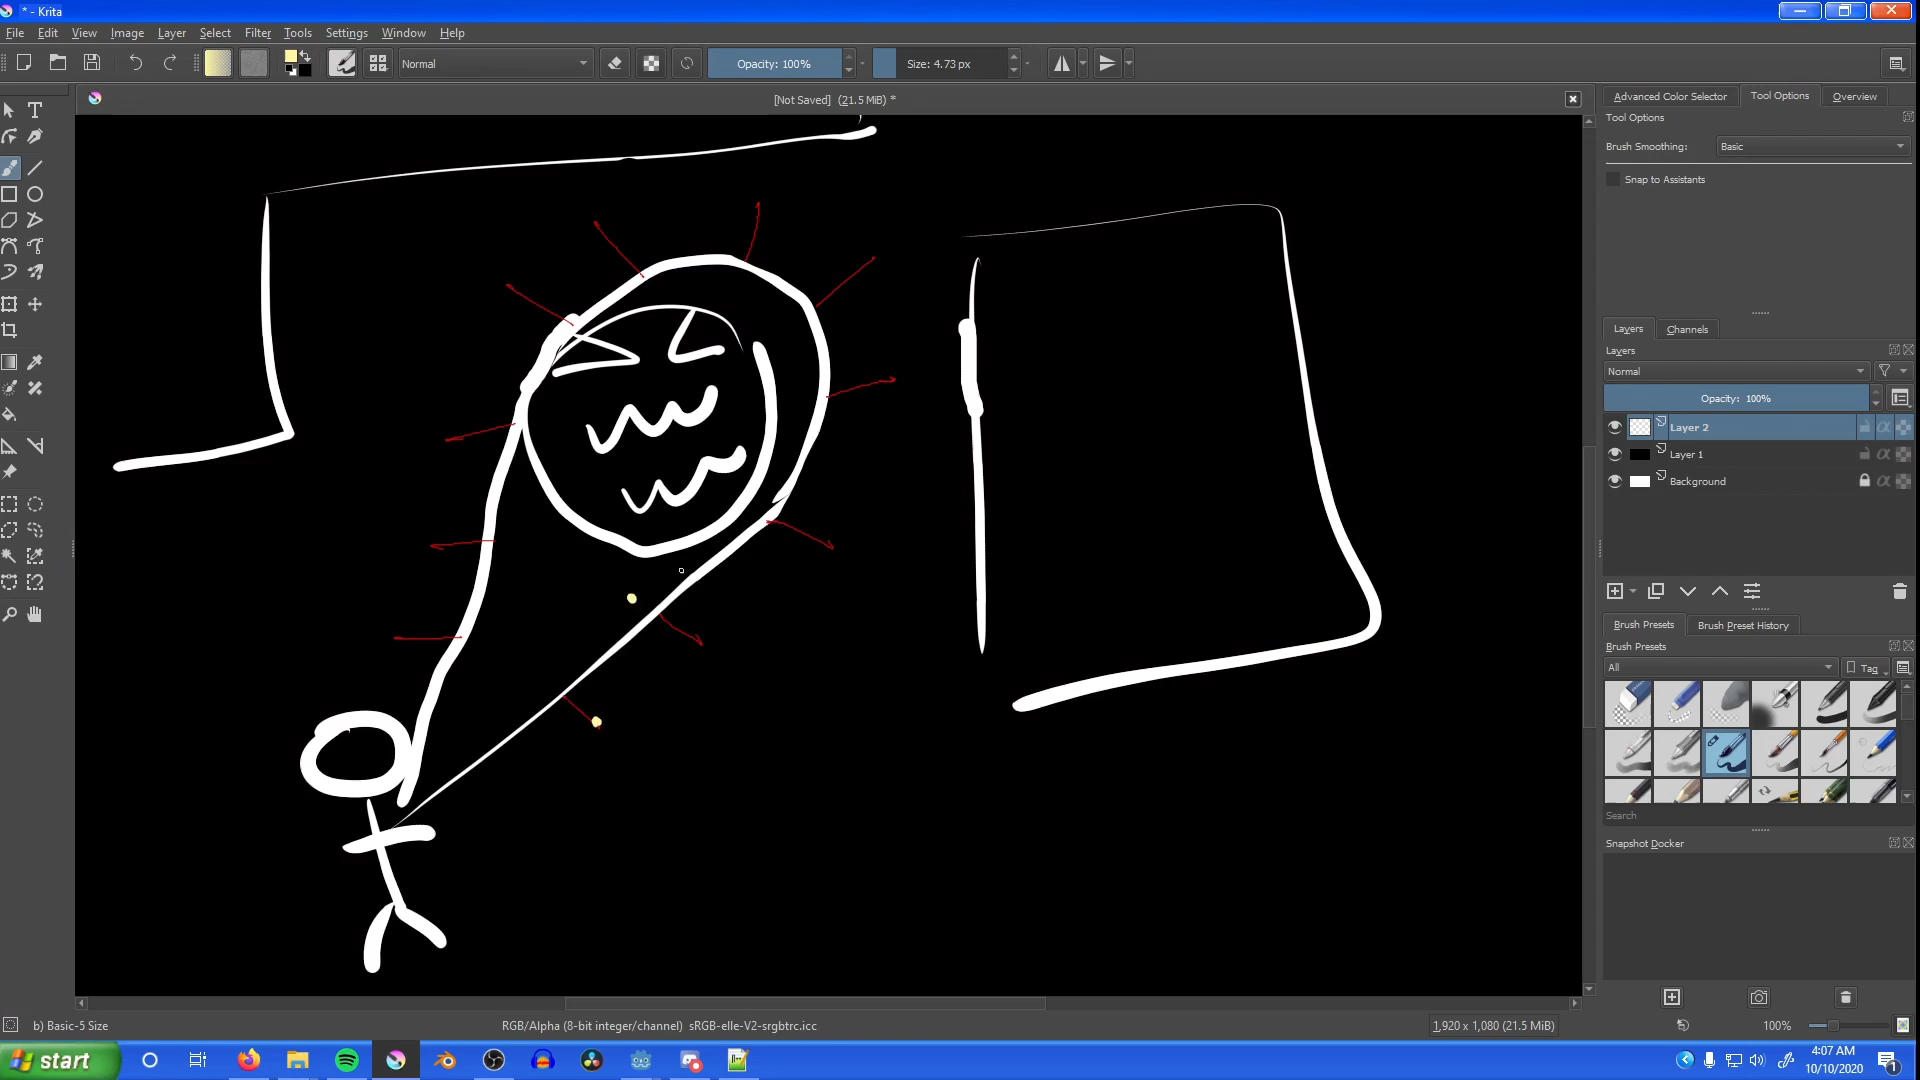 * - Krita
File Edit View Image Layer Select Filter Tools Settings Window Help
Normal
Opacity: 100%
Size: 4.73 px
[Not Saved] (21.5 MiB) *
Advanced Color Selector
Tool Options
Overview
Tool Options
Brush Smoothing:
Basic
Snap to Assistants
Layers
Channels
Layers
Normal
Opacity: 100%
Layer 2
Layer 1
Background
Brush Presets
Brush Preset History
Brush Presets
All
Tag
Search
Snapshot Docker
b) Basic-5 Size
RGB/Alpha (8-bit integer/channel) sRGB-elle-V2-srgbtrc.icc
1,920 x 1,080 (21.5 MiB)
100%
start
4:07 AM
10/10/2020
1